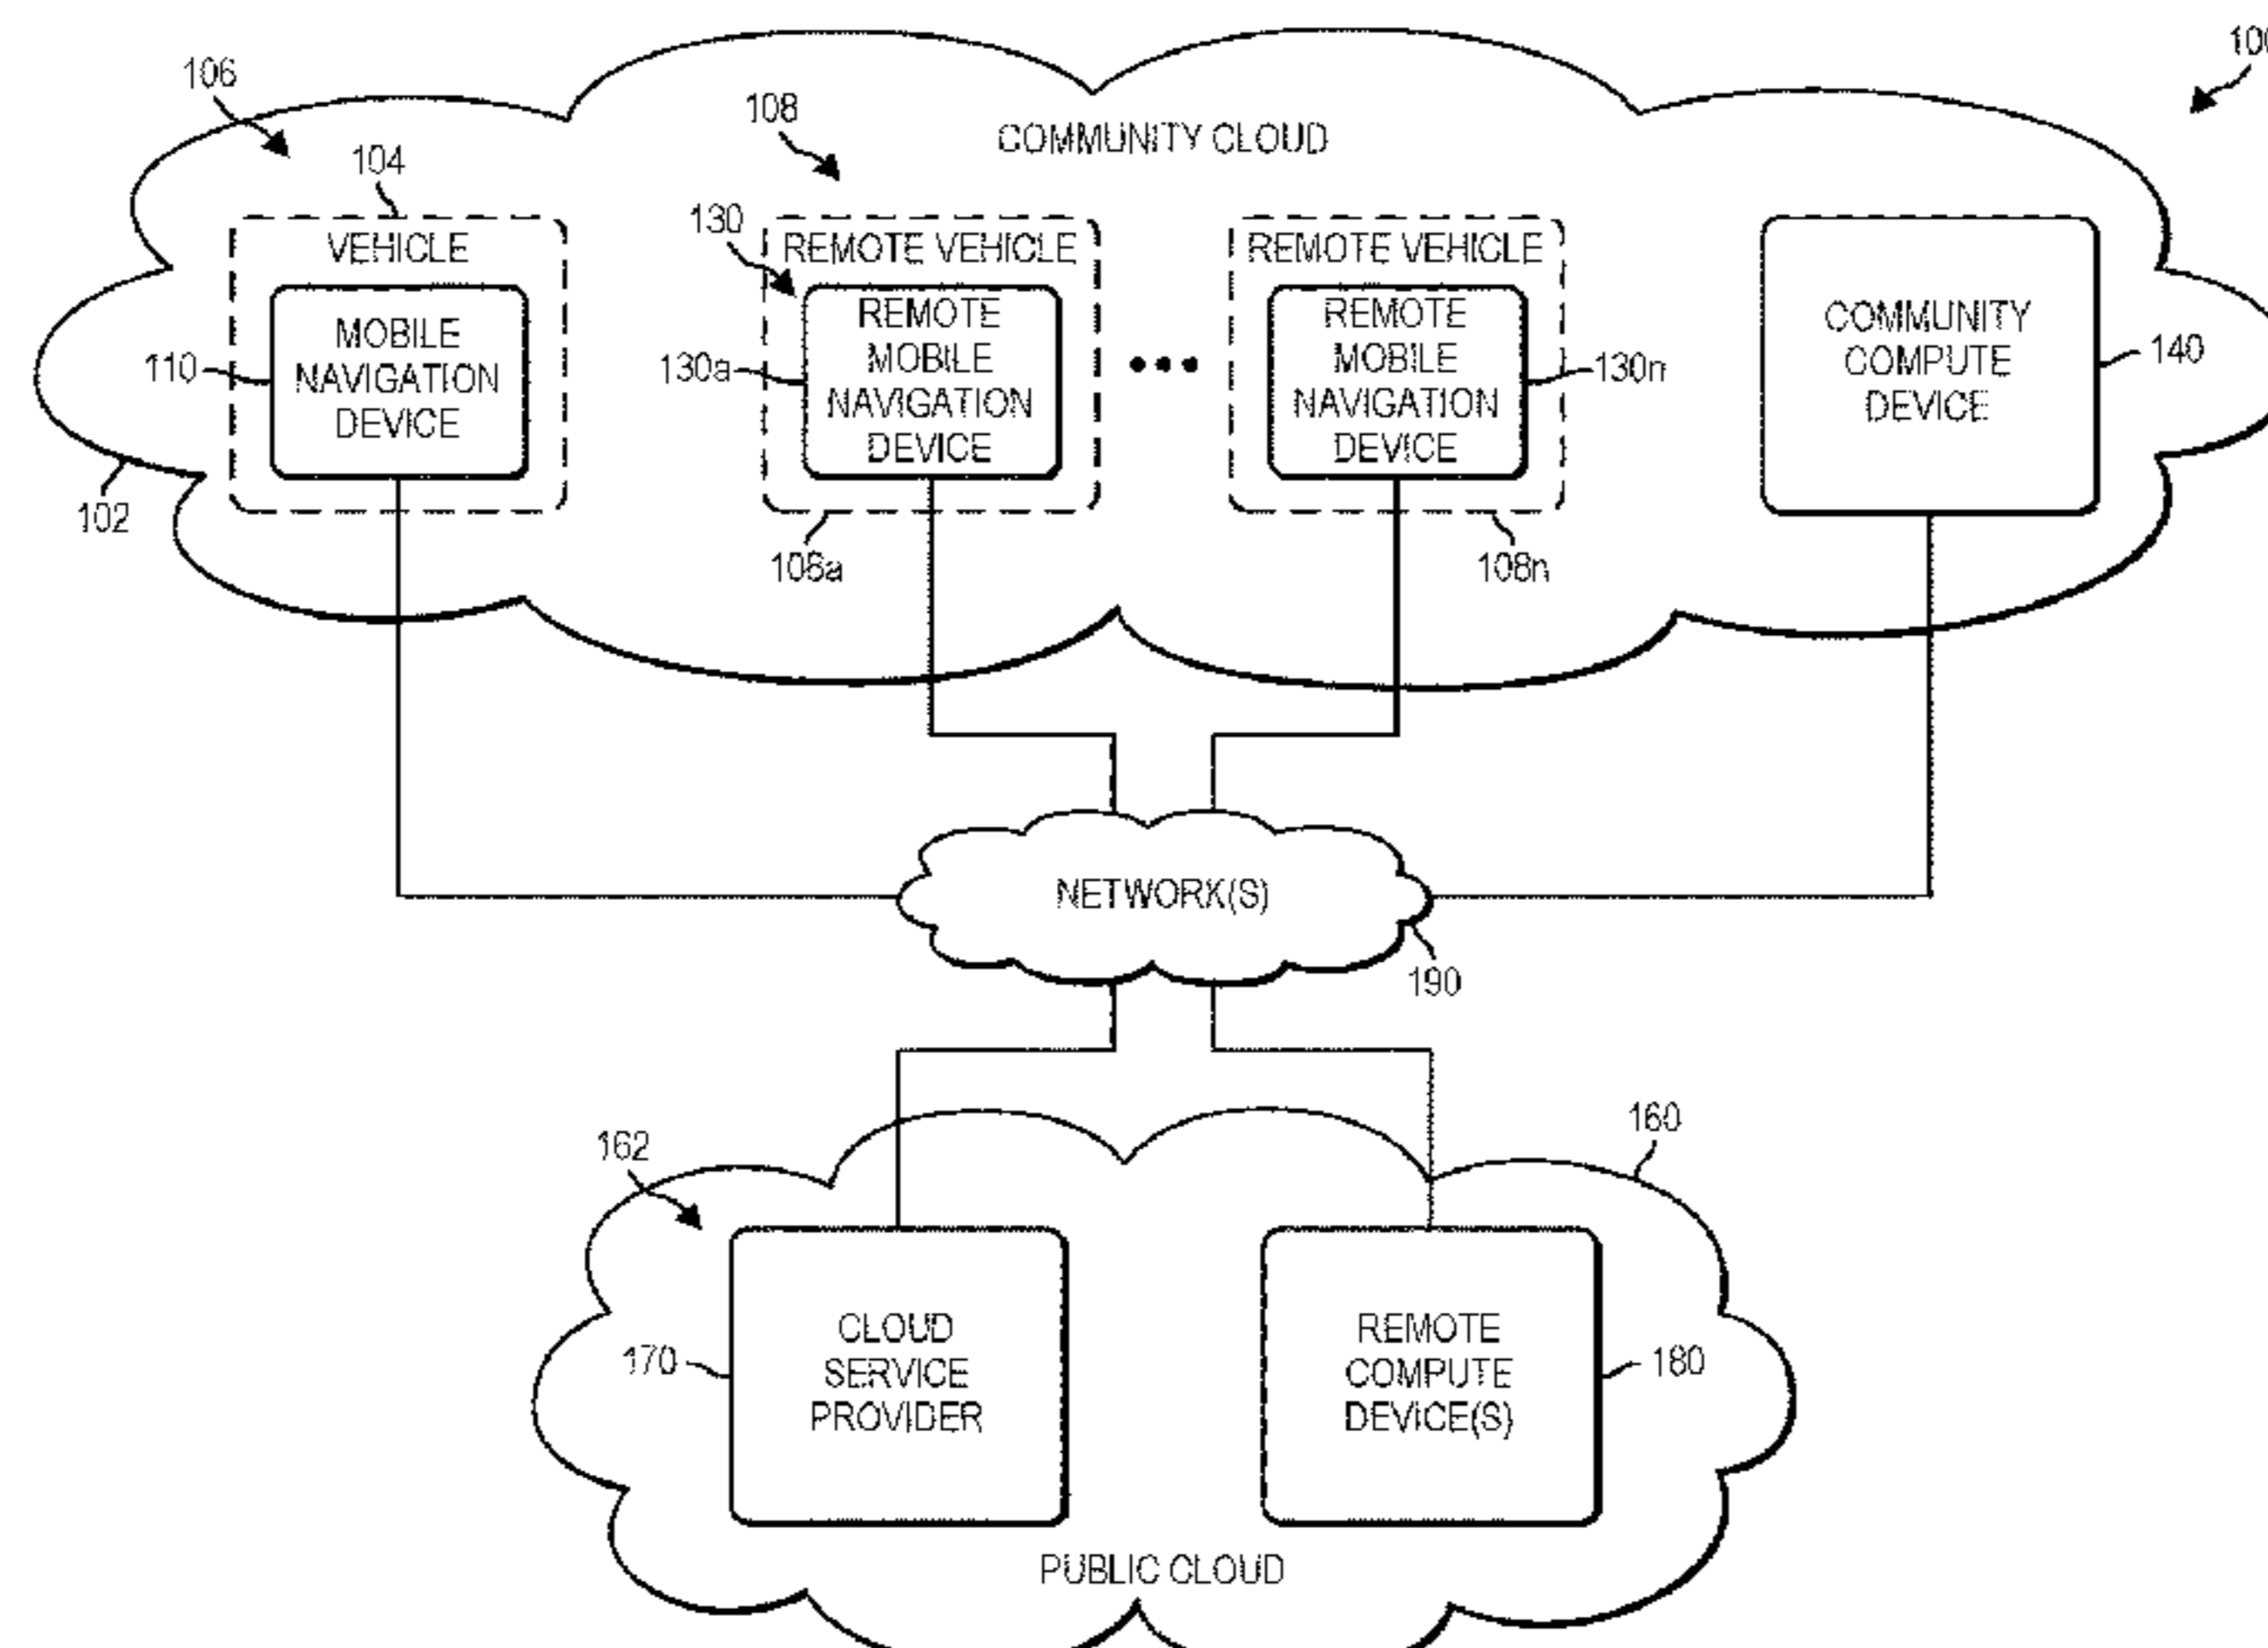 100
106
108
COMMUNITY CLOUD
104
130
VEHICLE
REMOTE VEHICLE
REMOTE VEHICLE
MOBILE
NAVIGATION
DEVICE
REMOTE
MOBILE
NAVIGATION
DEVICE
REMOTE
MOBILE
NAVIGATION
DEVICE
COMMUNITY
COMPUTE
DEVICE
110
130a
130n
140
102
108a
108n
NETWORK(S)
190
160
162
CLOUD
SERVICE
PROVIDER
REMOTE
COMPUTE
DEVICE(S)
170
180
PUBLIC CLOUD